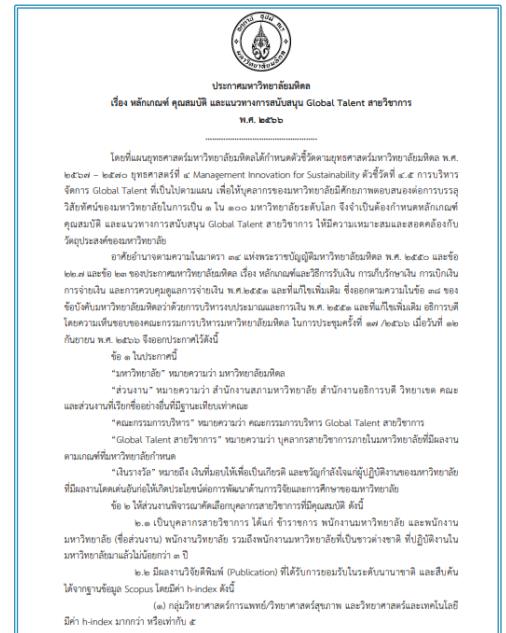 ประกาศมหาวิทยาลัยมหิดล
เรื่อง หลักเกณฑ์ คุณสมบัติ และแนวทางการสนับสนุน Global Talent สายวิชาการ
พ.ศ. ๒๕๖๖
โดยที่แผนยุทธศาสตร์มหาวิทยาลัยมหิดลได้กำหนดตัวชี้วัดตามยุทธศาสตร์มหาวิทยาลัยมหิดล พ.ศ.
๒๕๖๗ – ๒๕๗๐ ยุทธศาสตร์ที่ ๔ Management Innovation for Sustainability ตัวชี้วัดที่ ๔.๕ การบริหาร
จัดการ Global Talent ที่เป็นไปตามแผน เพื่อให้บุคลากรของมหาวิทยาลัยมีศักยภาพตอบสนองต่อการบรรลุ
วิสัยทัศน์ของมหาวิทยาลัยในการเป็น ๑ ใน ๑๐๐ มหาวิทยาลัยระดับโลก จึงจำเป็นต้องกำหนดหลักเกณฑ์
คุณสมบัติ และแนวทางการสนับสนุน Global Talent สายวิชาการ ให้มีความเหมาะสมและสอดคล้องกับ
วัตถุประสงค์ของมหาวิทยาลัย
อาศัยอำนาจตามความในมาตรา ๓๔ แห่งพระราชบัญญัติมหาวิทยาลัยมหิดล พ.ศ. ๒๕๕๐ และข้อ
๒๒.๗ และข้อ ๒๓ ของประกาศมหาวิทยาลัยมหิดล เรื่อง หลักเกณฑ์และวิธีการรับเงิน การเก็บรักษาเงิน การเบิกเงิน
การจ่ายเงิน และการควบคุมดูแลการจ่ายเงิน พ.ศ.๒๕๕๑ และที่แก้ไขเพิ่มเติม ซึ่งออกตามความในข้อ ๓๘ ของ
ข้อบังคับมหาวิทยาลัยมหิดลว่าด้วยการบริหารงบประมาณและการเงิน พ.ศ. ๒๕๕๑ และที่แก้ไขเพิ่มเติม อธิการบดี
โดยความเห็นชอบของคณะกรรมการบริหารมหาวิทยาลัยมหิดล ในการประชุมครั้งที่ ๑๗ /๒๕๖๖ เมื่อวันที่ ๑๒
กันยายน พ.ศ. ๒๕๖๖ จึงออกประกาศไว้ดังนี้
ข้อ ๑ ในประกาศนี้
"มหาวิทยาลัย" หมายความว่า มหาวิทยาลัยมหิดล
"ส่วนงาน" หมายความว่า สำนักงานสภามหาวิทยาลัย สำนักงานอธิการบดี วิทยาเขต คณะ
และส่วนงานที่เรียกชื่ออย่างอื่นที่มีฐานะเทียบเท่าคณะ
"คณะกรรมการบริหาร" หมายความว่า คณะกรรมการบริหาร Global Talent สายวิชาการ
"Global Talent สายวิชาการ" หมายความว่า บุคลากรสายวิชาการภายในมหาวิทยาลัยที่มีผลงาน
ตามเกณฑ์ที่มหาวิทยาลัยกำหนด
"เงินรางวัล" หมายถึง เงินที่มอบให้เพื่อเป็นเกียรติ และขวัญกำลังใจแก่ผู้ปฏิบัติงานของมหาวิทยาลัย
ที่มีผลงานโดดเด่นอันก่อให้เกิดประโยชน์ต่อการพัฒนาด้านการวิจัยและการศึกษาของมหาวิทยาลัย
ข้อ ๒ ให้ส่วนงานพิจารณาคัดเลือกบุคลากรสายวิชาการที่มีคุณสมบัติ ดังนี้
๒.๑ เป็นบุคลากรสายวิชาการ ได้แก่ ข้าราชการ พนักงานมหาวิทยาลัย และพนักงาน
มหาวิทยาลัย (ชื่อส่วนงาน) พนักงานวิทยาลัย รวมถึงพนักงานมหาวิทยาลัยที่เป็นชาวต่างชาติ ที่ปฏิบัติงานใน
มหาวิทยาลัยมาแล้วไม่น้อยกว่า ๓ ปี
๒.๒ มีผลงานวิจัยตีพิมพ์ (Publication) ที่ได้รับการยอมรับในระดับนานาชาติ และสืบค้น
ได้จากฐานข้อมูล Scopus โดยมีค่า h-index ดังนี้
(๑) กลุ่มวิทยาศาสตร์การแพทย์/วิทยาศาสตร์สุขภาพ และวิทยาศาสตร์และเทคโนโลยี
มีค่า h-index มากกว่า หรือเท่ากับ ๕